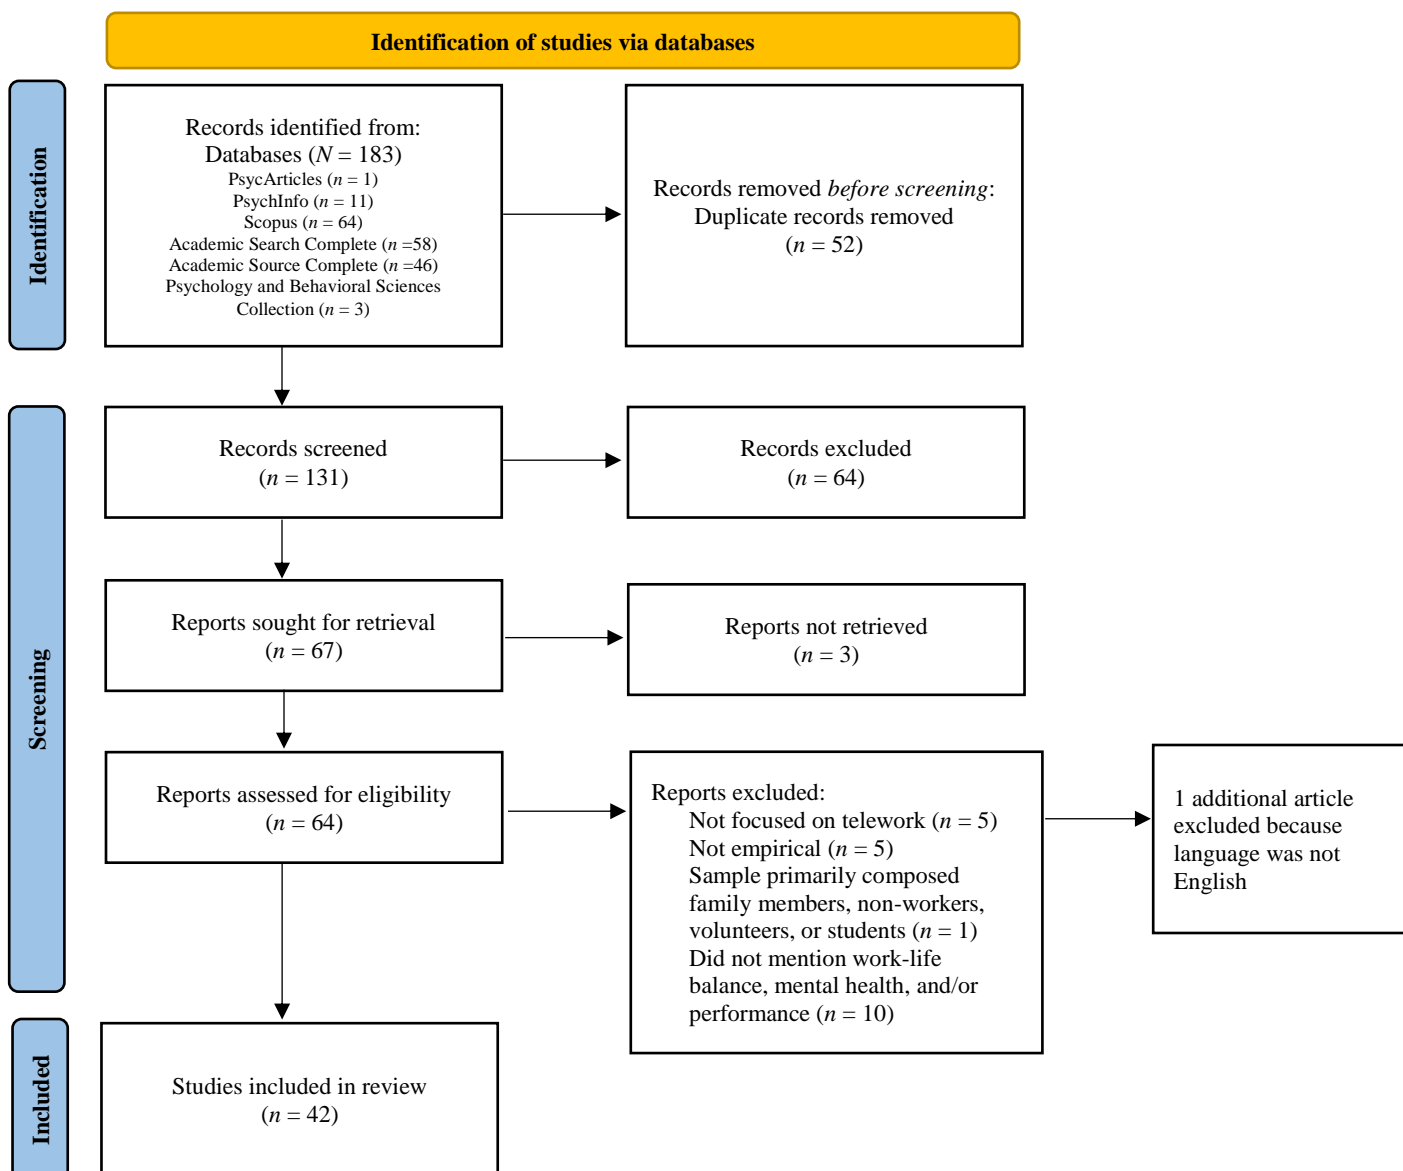 Identification of studies via databases
Identification
Records identified from:
Databases (N = 183)
PsycArticles (n = 1)
PsychInfo (n = 11)
Scopus (n = 64)
Academic Search Complete (n =58)
Academic Source Complete (n =46)
Psychology and Behavioral Sciences
Collection (n = 3)
Records removed before screening:
Duplicate records removed
(n = 52)
Screening
Records screened
(n = 131)
Records excluded
(n = 64)
Reports sought for retrieval
(n = 67)
Reports not retrieved
(n = 3)
Reports assessed for eligibility
(n = 64)
Reports excluded:
Not focused on telework (n = 5)
Not empirical (n = 5)
Sample primarily composed
family members, non-workers,
volunteers, or students (n = 1)
Did not mention work-life
balance, mental health, and/or
performance (n = 10)
1 additional article
excluded because
language was not
English
Included
Studies included in review
(n = 42)